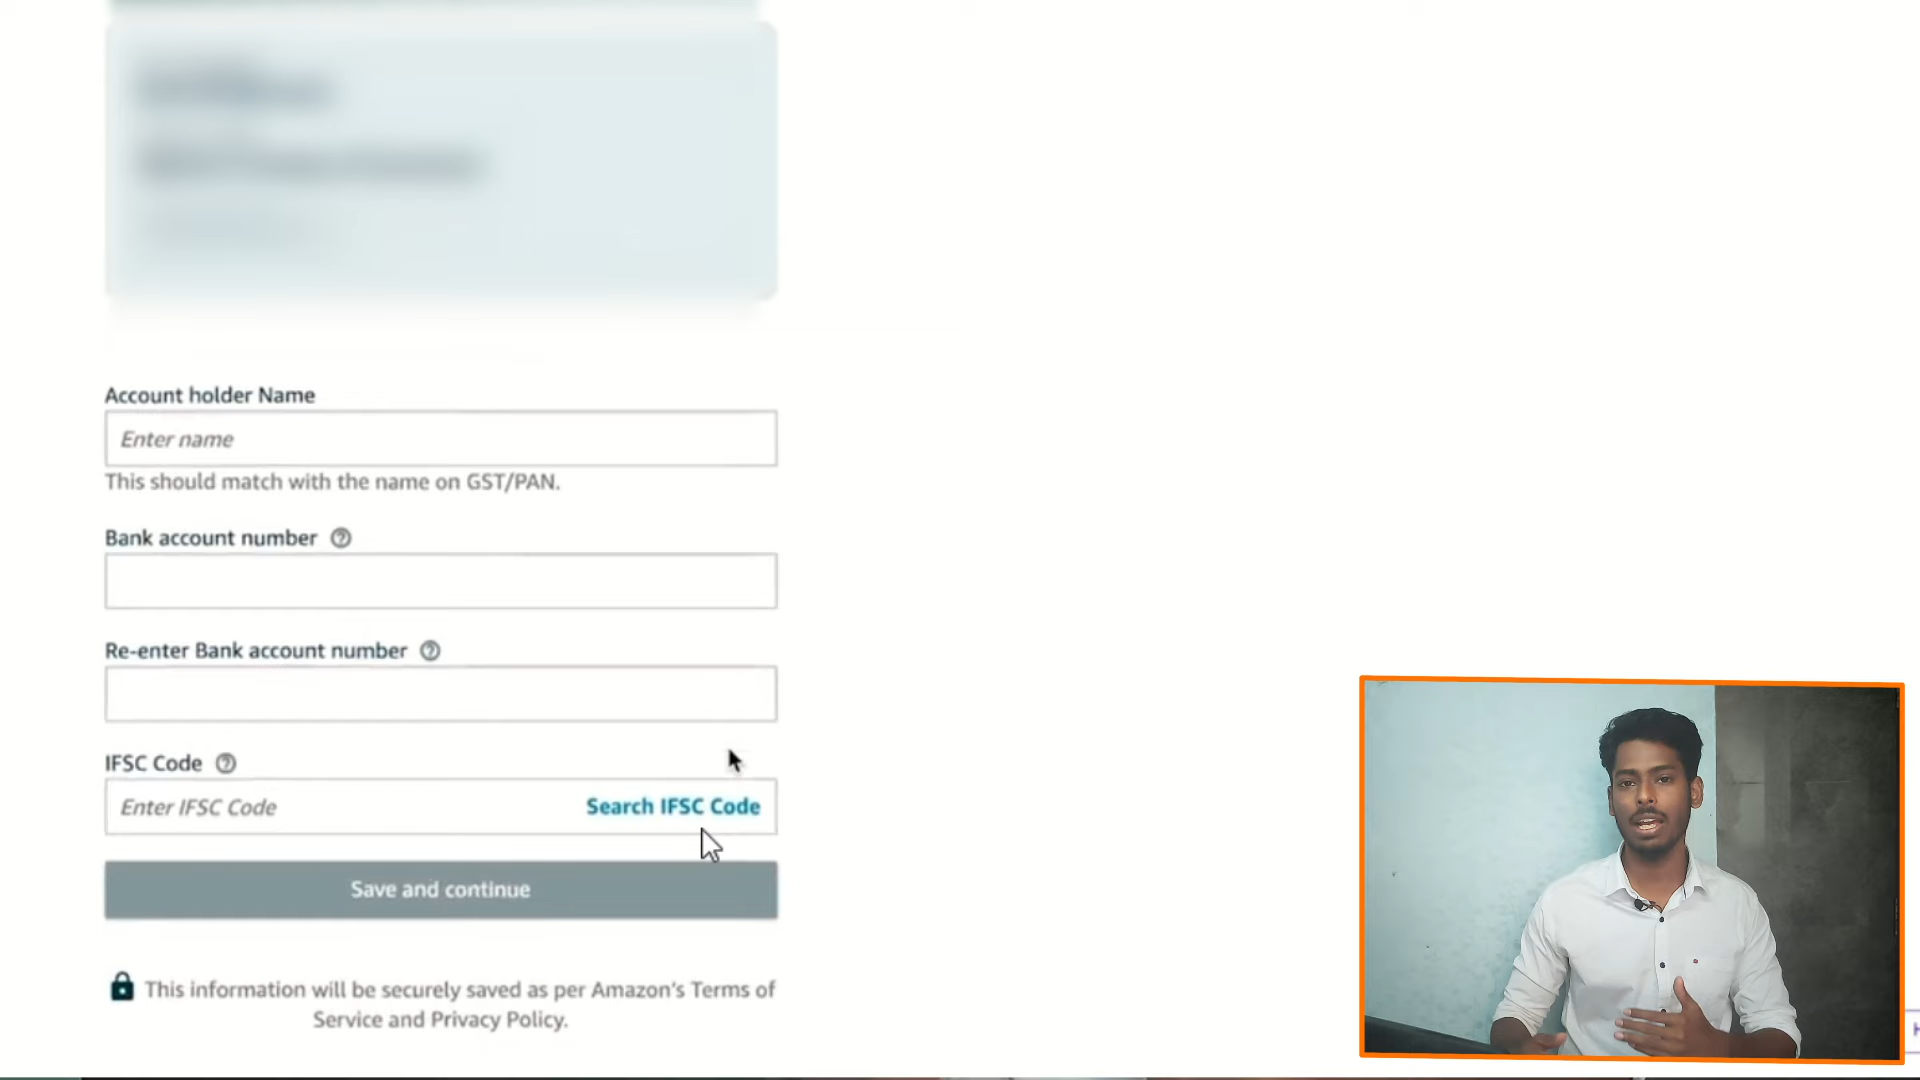 Account holder Name
Enter name
This should match with the name on GST/PAN.
Bank account number
Re-enter Bank account number
IFSC Code
Enter IFSC Code
Search IFSC Code
Save and continue
This information will be securely saved as per Amazon's Terms of
Service and Privacy Policy.